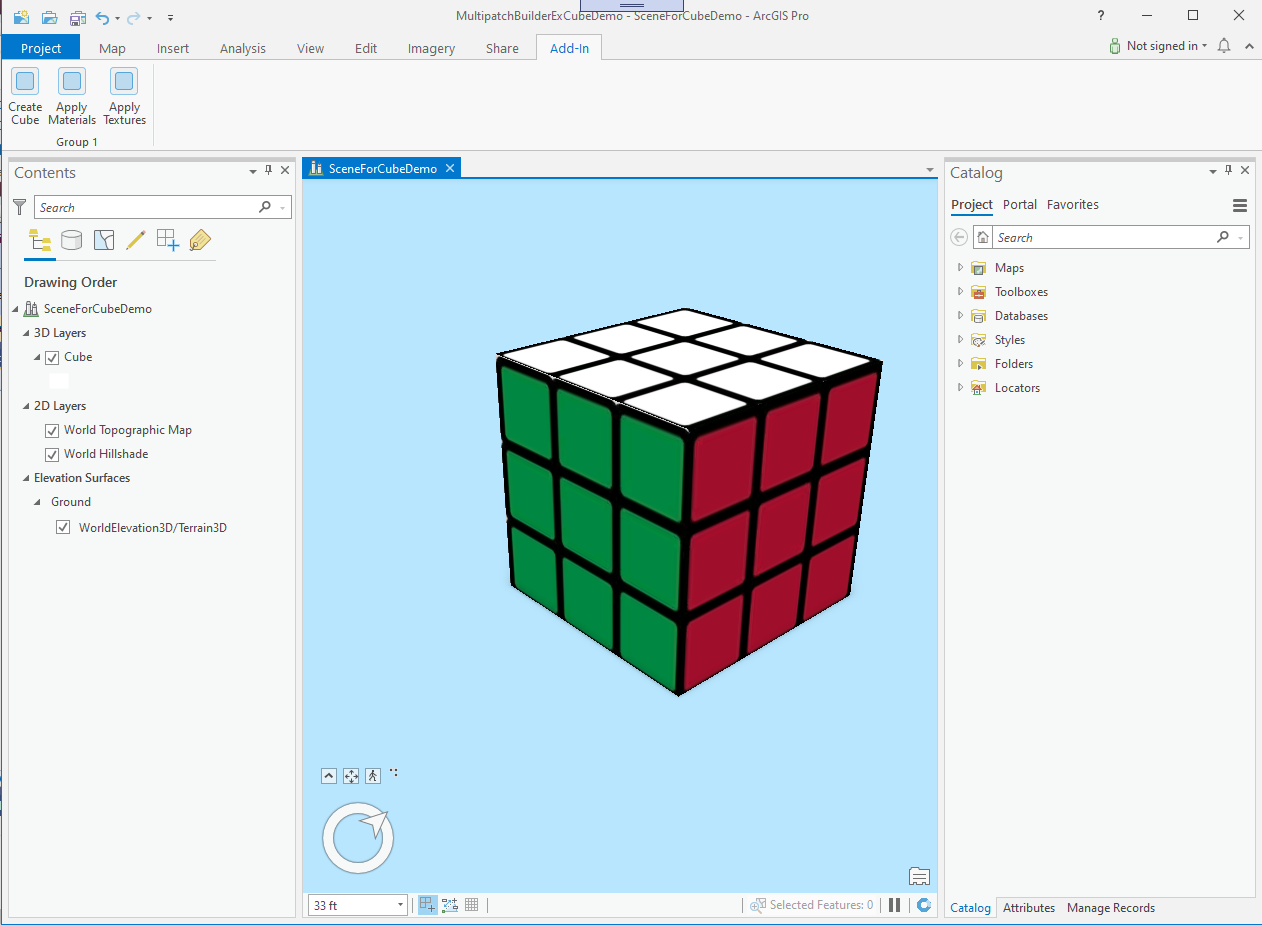 MultipatchBuilderExCubeDemo - SceneForCubeDemo - ArcGIS Pro
?
Project Map Insert Analysis View Edit Imagery Share Add-In
Not signed in
Create Cube
Apply Materials
Apply Textures
Group 1
Contents
Search
Drawing Order
SceneForCubeDemo
3D Layers
Cube
2D Layers
World Topographic Map
World Hillshade
Elevation Surfaces
Ground
WorldElevation3D/Terrain3D
SceneForCubeDemo
33 ft
Selected Features: 0
Catalog
Project Portal Favorites
Search
Maps
Toolboxes
Databases
Styles
Folders
Locators
Catalog Attributes Manage Records